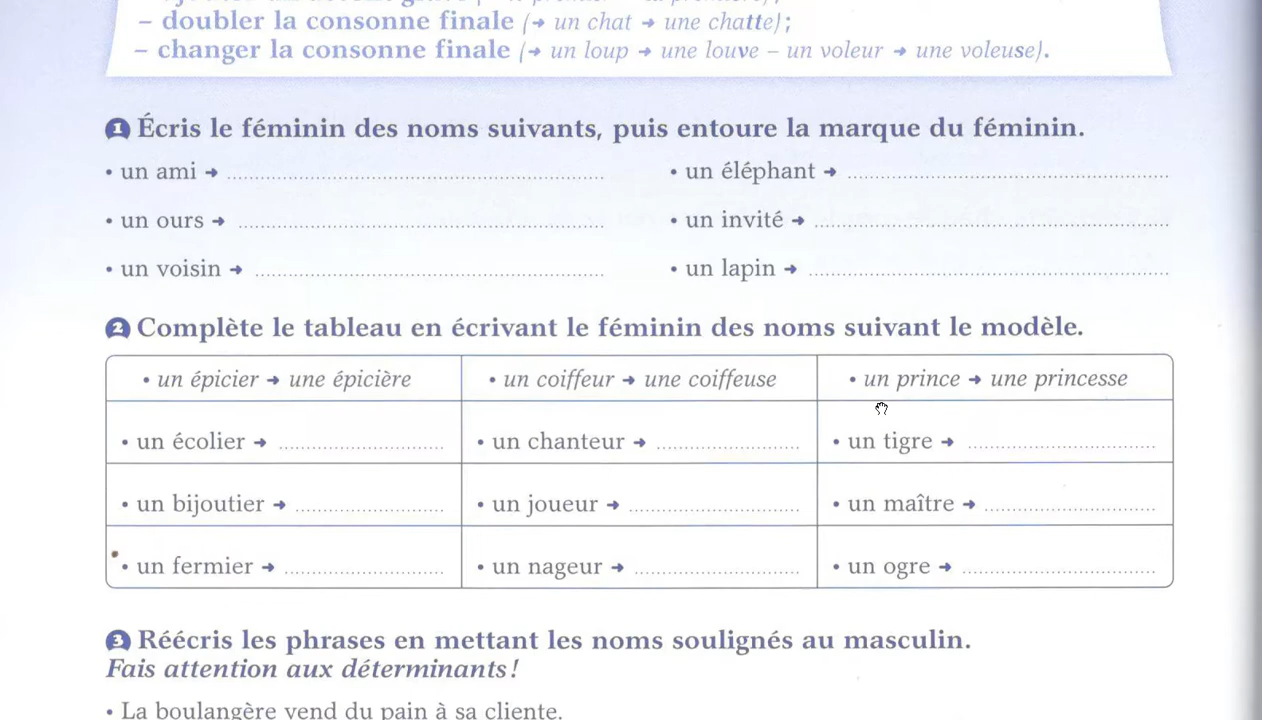 – doubler la consonne finale (➜ un chat ➜ une chatte) ;
– changer la consonne finale (➜ un loup ➜ une louve – un voleur ➜ une voleuse).
1 Écris le féminin des noms suivants, puis entoure la marque du féminin.
• un ami ➜ • un éléphant ➜
• un ours ➜ • un invité ➜
• un voisin ➜ • un lapin ➜
2 Complète le tableau en écrivant le féminin des noms suivant le modèle.
• un épicier ➜ une épicière • un coiffeur ➜ une coiffeuse • un prince ➜ une princesse
• un écolier ➜ • un chanteur ➜ • un tigre ➜
• un bijoutier ➜ • un joueur ➜ • un maître ➜
• un fermier ➜ • un nageur ➜ • un ogre ➜
3 Réécris les phrases en mettant les noms soulignés au masculin.
Fais attention aux déterminants !
• La boulangère vend du pain à sa cliente.